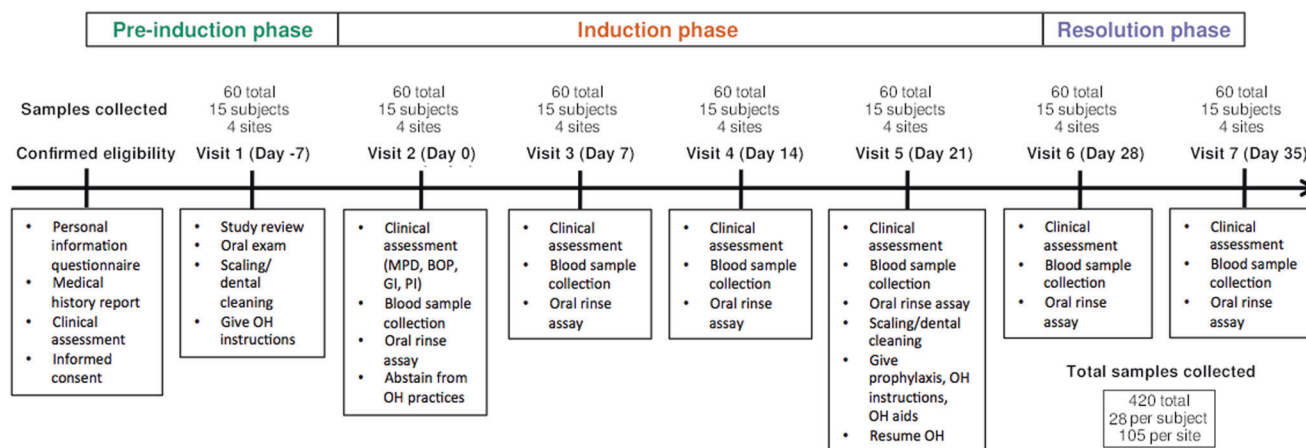 Pre-induction phase
Induction phase
Resolution phase
Samples collected
60 total
15 subjects
4 sites
60 total
15 subjects
4 sites
60 total
15 subjects
4 sites
60 total
15 subjects
4 sites
60 total
15 subjects
4 sites
60 total
15 subjects
4 sites
60 total
15 subjects
4 sites
Confirmed eligibility
Visit 1 (Day -7)
Visit 2 (Day 0)
Visit 3 (Day 7)
Visit 4 (Day 14)
Visit 5 (Day 21)
Visit 6 (Day 28)
Visit 7 (Day 35)
• Personal
information
questionnaire
• Medical
history report
• Clinical
assessment
• Informed
consent
• Study review
• Oral exam
• Scaling/
dental
cleaning
• Give OH
instructions
• Clinical
assessment
(MPD, BOP,
GI, PI)
• Blood sample
collection
• Oral rinse
assay
• Abstain from
OH practices
• Clinical
assessment
• Blood sample
collection
• Oral rinse
assay
• Clinical
assessment
• Blood sample
collection
• Oral rinse
assay
• Clinical
assessment
• Blood sample
collection
• Oral rinse assay
• Scaling/dental
cleaning
• Give
prophylaxis, OH
instructions,
OH aids
• Resume OH
• Clinical
assessment
• Blood sample
collection
• Oral rinse
assay
• Clinical
assessment
• Blood sample
collection
• Oral rinse
assay
Total samples collected
420 total
28 per subject
105 per site